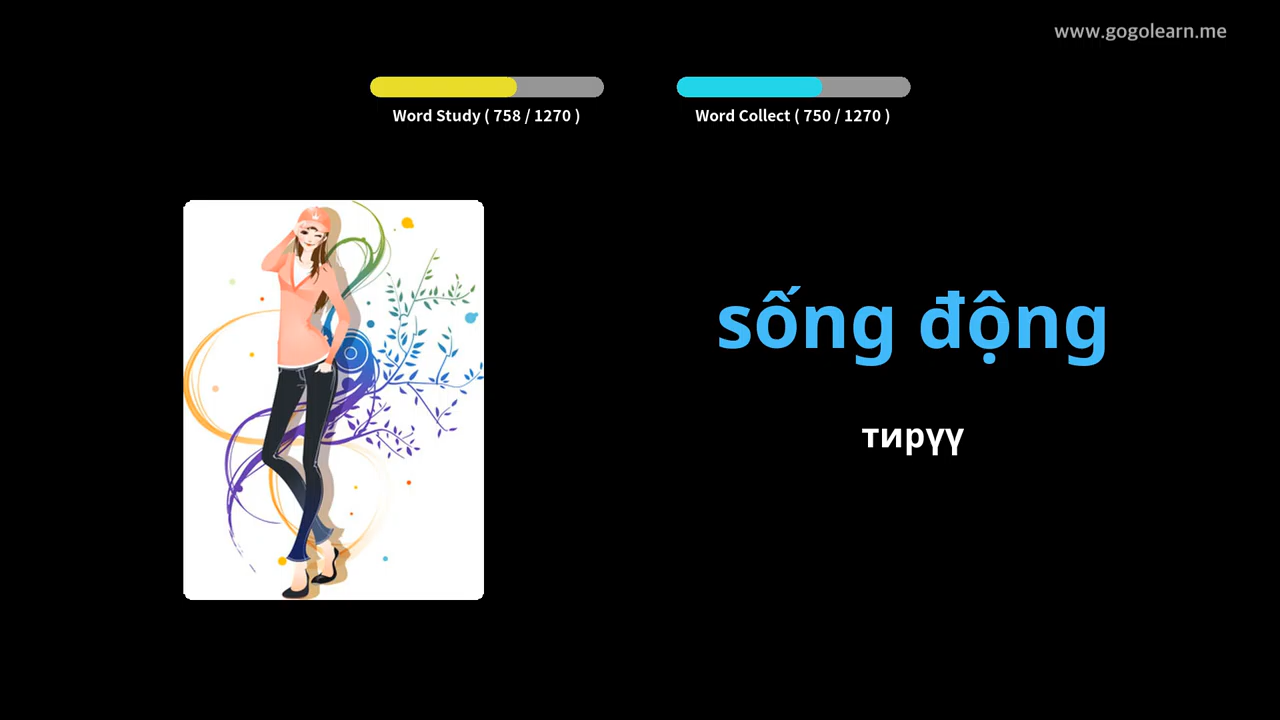 www.gogolearn.me
Word Study ( 758 / 1270 )
Word Collect ( 750 / 1270 )
sống động
тирүү